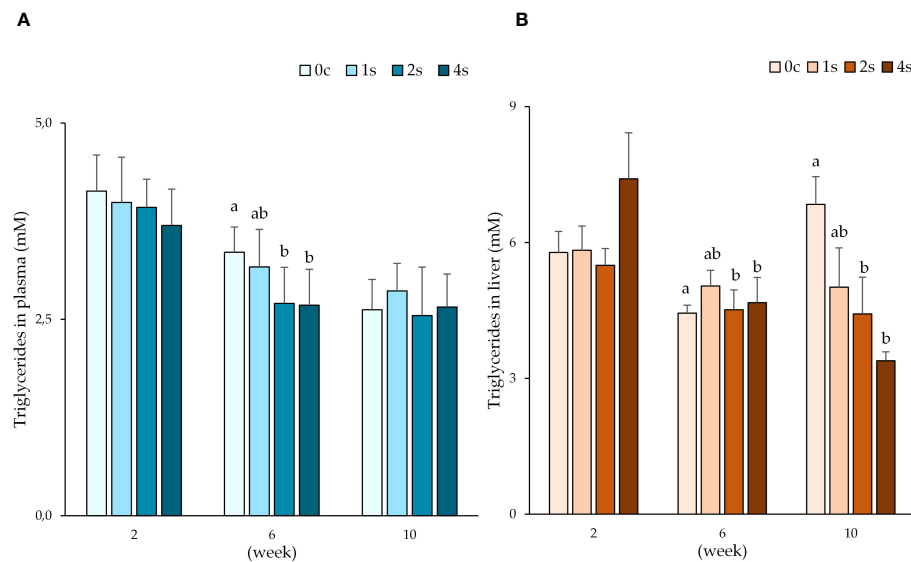 A
0c 1s 2s 4s
5,0
2,5
0,0
Triglycerides in plasma (mM)
a ab b b
2 6 10
(week)
B
0c 1s 2s 4s
9
6
3
0
Triglycerides in liver (mM)
a ab b b
a ab b b
2 6 10
(week)